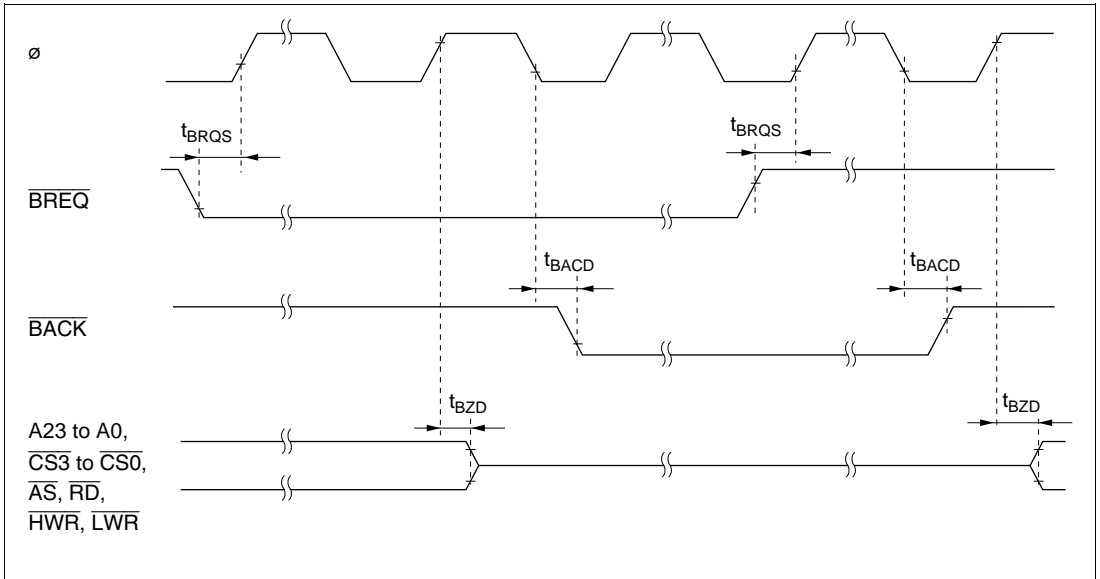 ø
tBRQS
tBRQS
BREQ
tBACD
tBACD
BACK
tBZD
tBZD
A23 to A0,
CS3 to CS0,
AS, RD,
HWR, LWR